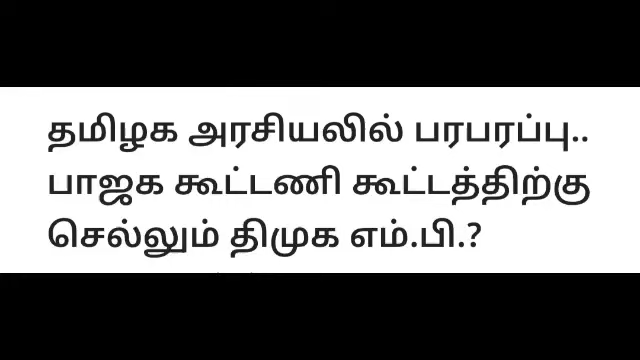 தமிழக அரசியலில் பரபரப்பு..
பாஜக கூட்டணி கூட்டத்திற்கு
செல்லும் திமுக எம்.பி.?